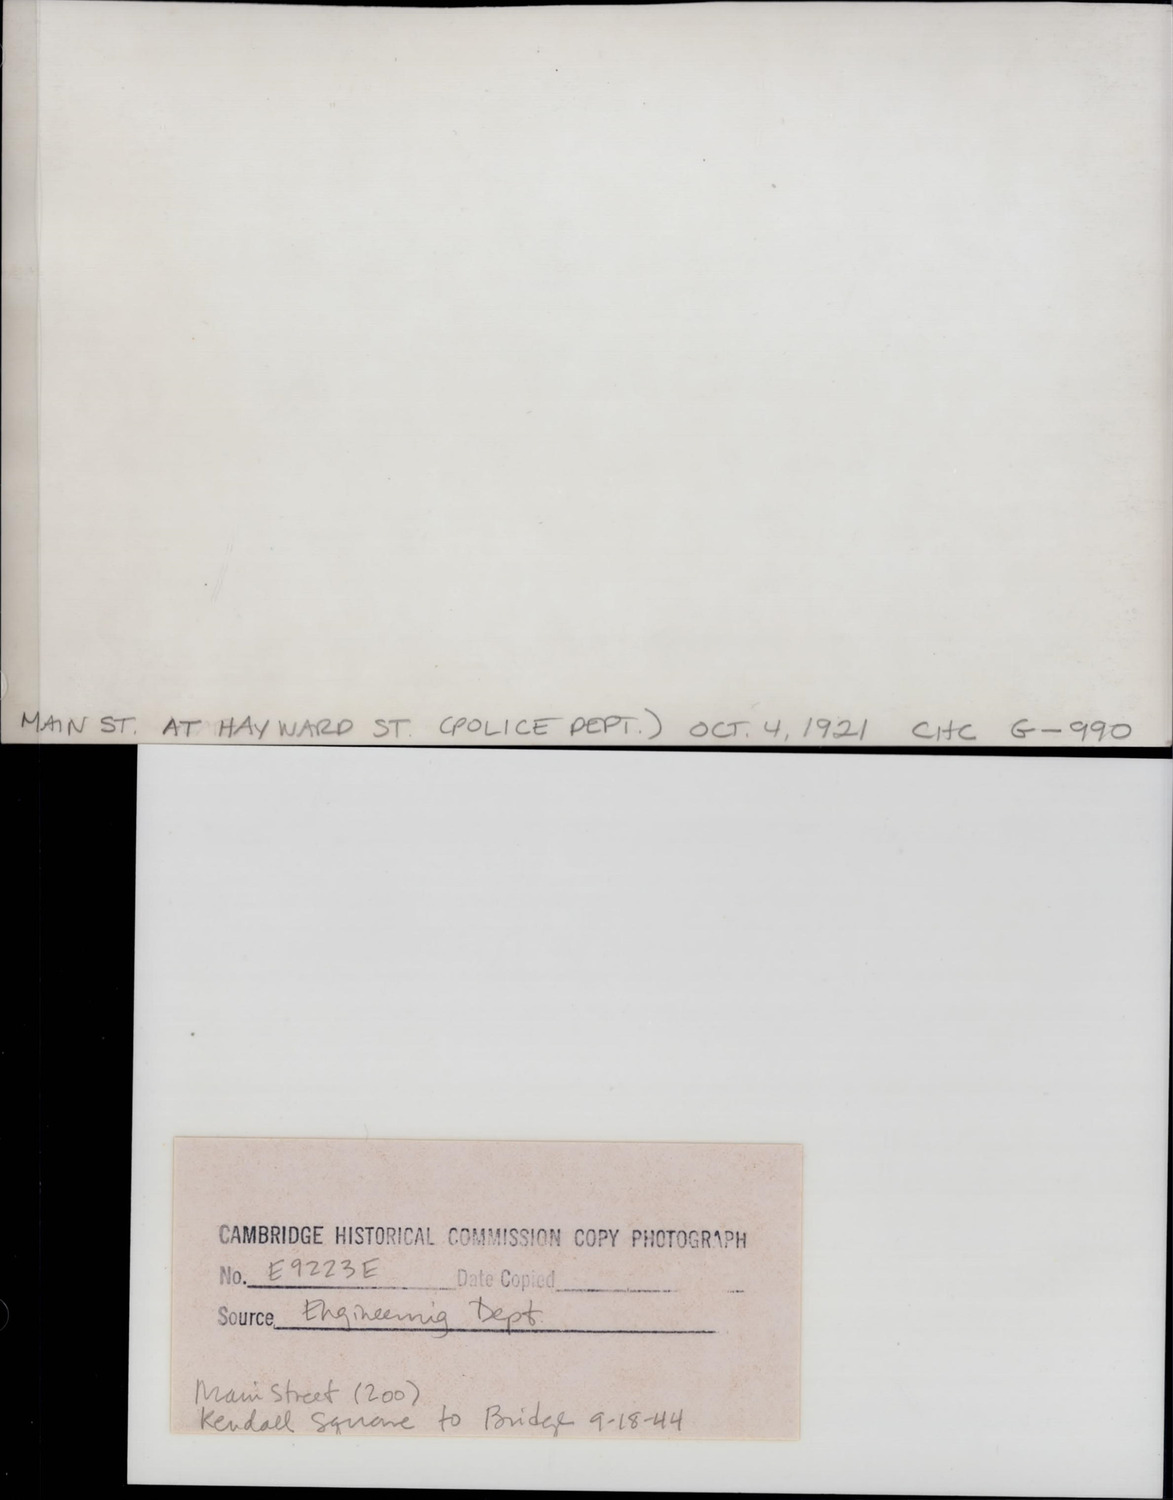 MAIN ST. AT HAYWARD ST. (POLICE DEPT.) OCT. 4, 1921 CHC G-990
CAMBRIDGE HISTORICAL COMMISSION COPY PHOTOGRAPH
No. E9223E Date Copied
Source Engineering Dept.
Main Street (200)
Kendall Square to Bridge 9-18-44